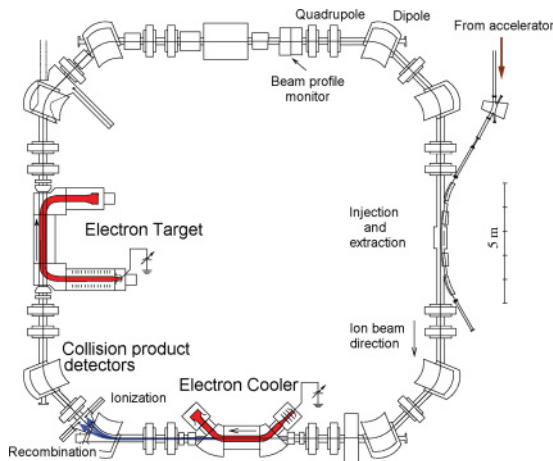 Quadrupole
Dipole
From accelerator
Beam profile
monitor
Electron Target
Injection and
extraction
5 m
Ion beam
direction
Collision product
detectors
Ionization
Electron Cooler
Recombination